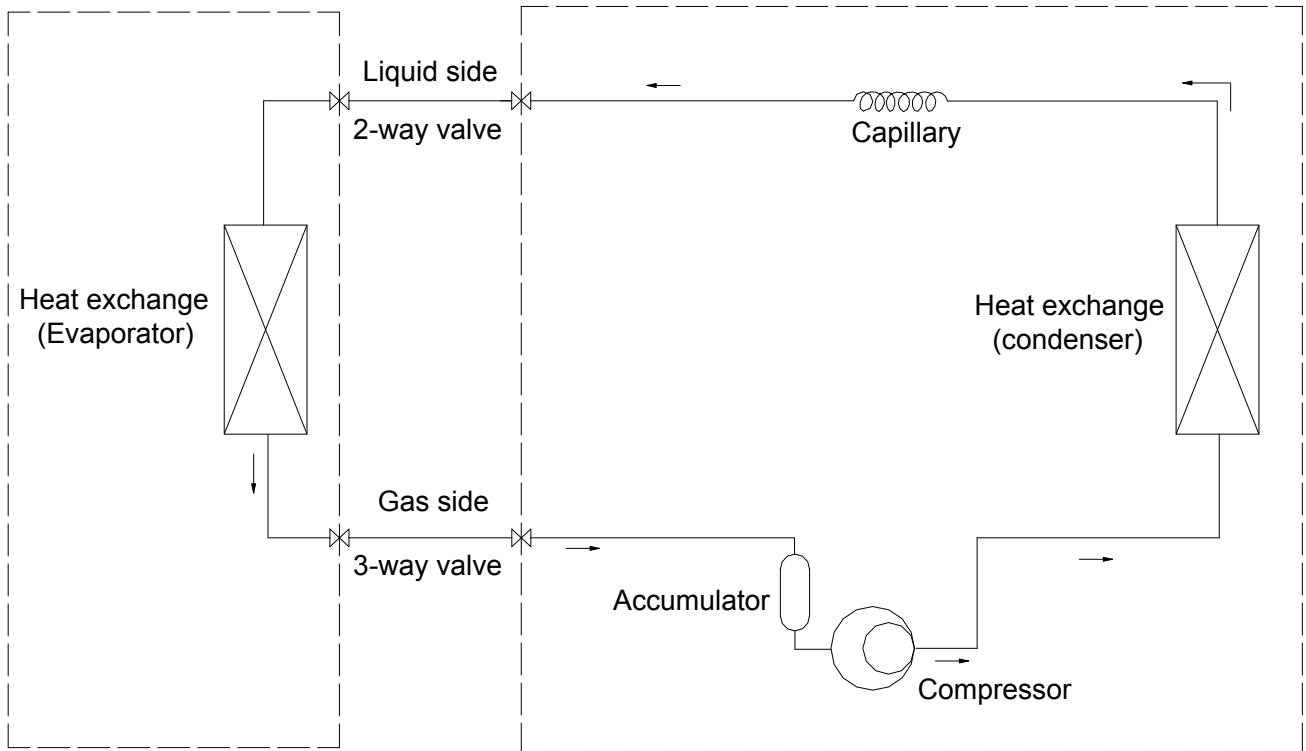 Liquid side
2-way valve
Capillary
Heat exchange
(Evaporator)
Heat exchange
(condenser)
Gas side
3-way valve
Accumulator
Compressor